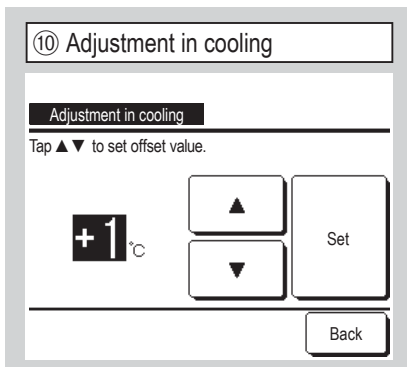 ⑩ Adjustment in cooling
Adjustment in cooling
Tap ▲▼ to set offset value.
▲
+1°C
Set
▼
Back